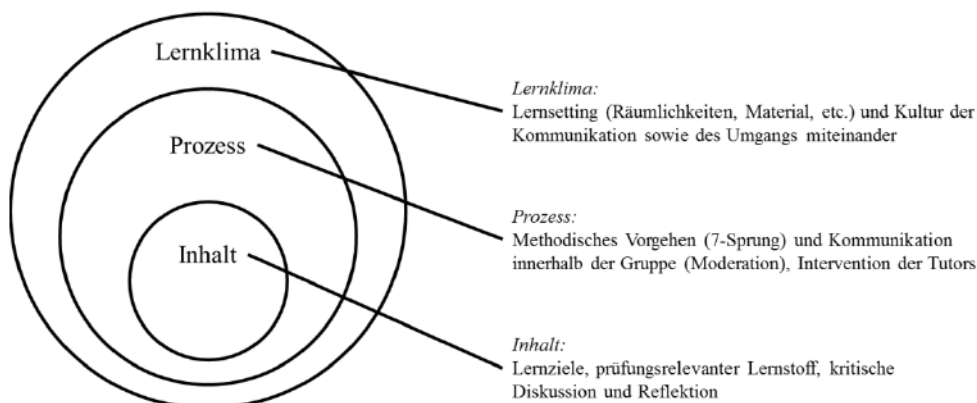 Lernklima
Prozess
Inhalt
Lernklima:
Lernsetting (Räumlichkeiten, Material, etc.) und Kultur der
Kommunikation sowie des Umgangs miteinander
Prozess:
Methodisches Vorgehen (7-Sprung) und Kommunikation
innerhalb der Gruppe (Moderation), Intervention der Tutors
Inhalt:
Lernziele, prüfungsrelevanter Lernstoff, kritische
Diskussion und Reflektion